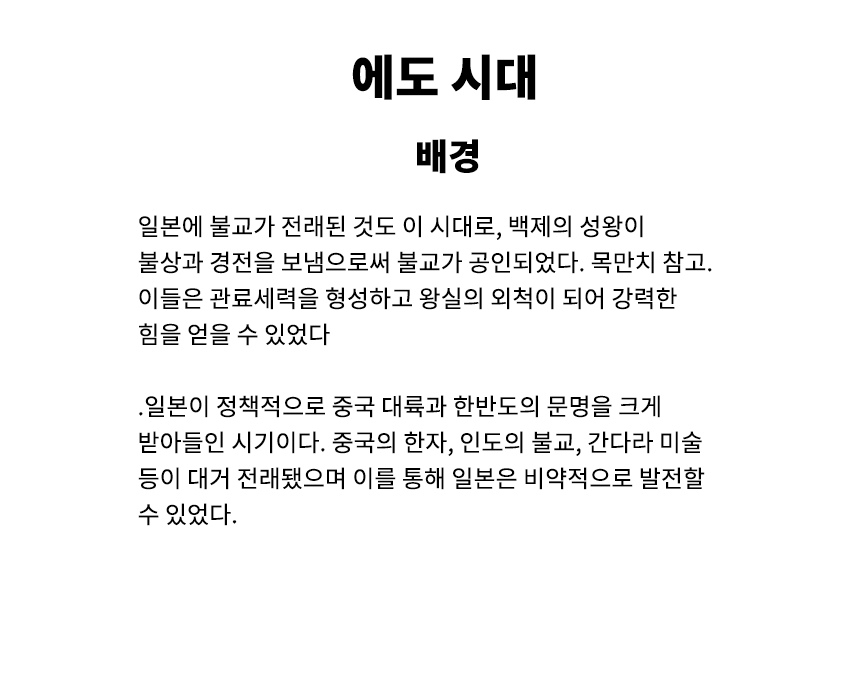 에도 시대
배경
일본에 불교가 전래된 것도 이 시대로, 백제의 성왕이
불상과 경전을 보냄으로써 불교가 공인되었다. 목만치 참고.
이들은 관료세력을 형성하고 왕실의 외척이 되어 강력한
힘을 얻을 수 있었다
.일본이 정책적으로 중국 대륙과 한반도의 문명을 크게
받아들인 시기이다. 중국의 한자, 인도의 불교, 간다라 미술
등이 대거 전래됐으며 이를 통해 일본은 비약적으로 발전할
수 있었다.